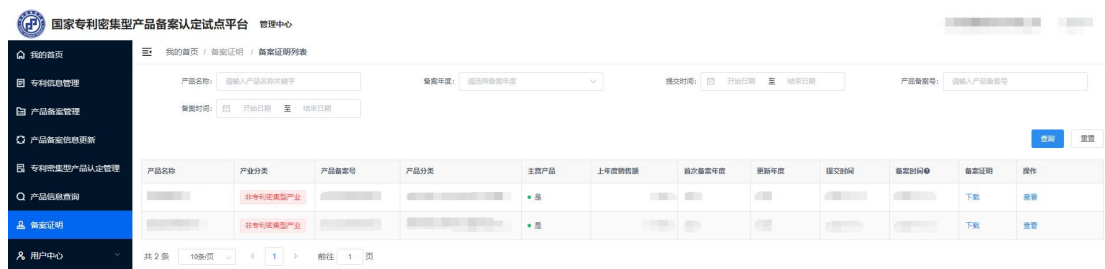 国家专利密集型产品备案认定试点平台 管理中心
我的首页
专利信息管理
产品备案管理
产品备案信息更新
专利密集型产品认定管理
产品信息查询
备案证明
用户中心
我的首页 / 备案证明 / 备案证明列表
产品名称: 请输入产品名称关键字 备案年度: 请选择备案年度 提交时间: 开始日期 至 结束日期 产品备案号: 请输入产品备案号
备案时间: 开始日期 至 结束日期
查询 重置
产品名称 产业分类 产品备案号 产品分类 主营产品 上年度销售额 首次备案年度 更新年度 提交时间 备案时间 备案证明 操作
非专利密集型产业 是 下载 查看
非专利密集型产业 是 下载 查看
共 2 条 10条/页 < 1 > 前往 1 页